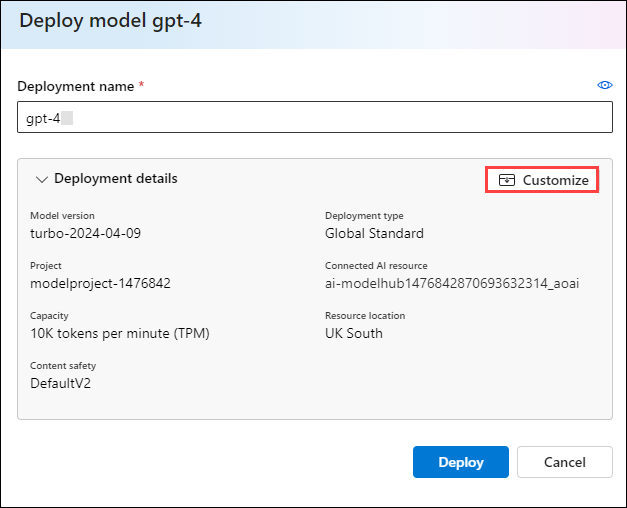 Deploy model gpt-4
Deployment name *
gpt-4
Deployment details
Customize
Model version
Deployment type
turbo-2024-04-09
Global Standard
Project
Connected AI resource
modelproject-1476842
ai-modelhub1476842870693632314_aoai
Capacity
Resource location
10K tokens per minute (TPM)
UK South
Content safety
DefaultV2
Deploy
Cancel